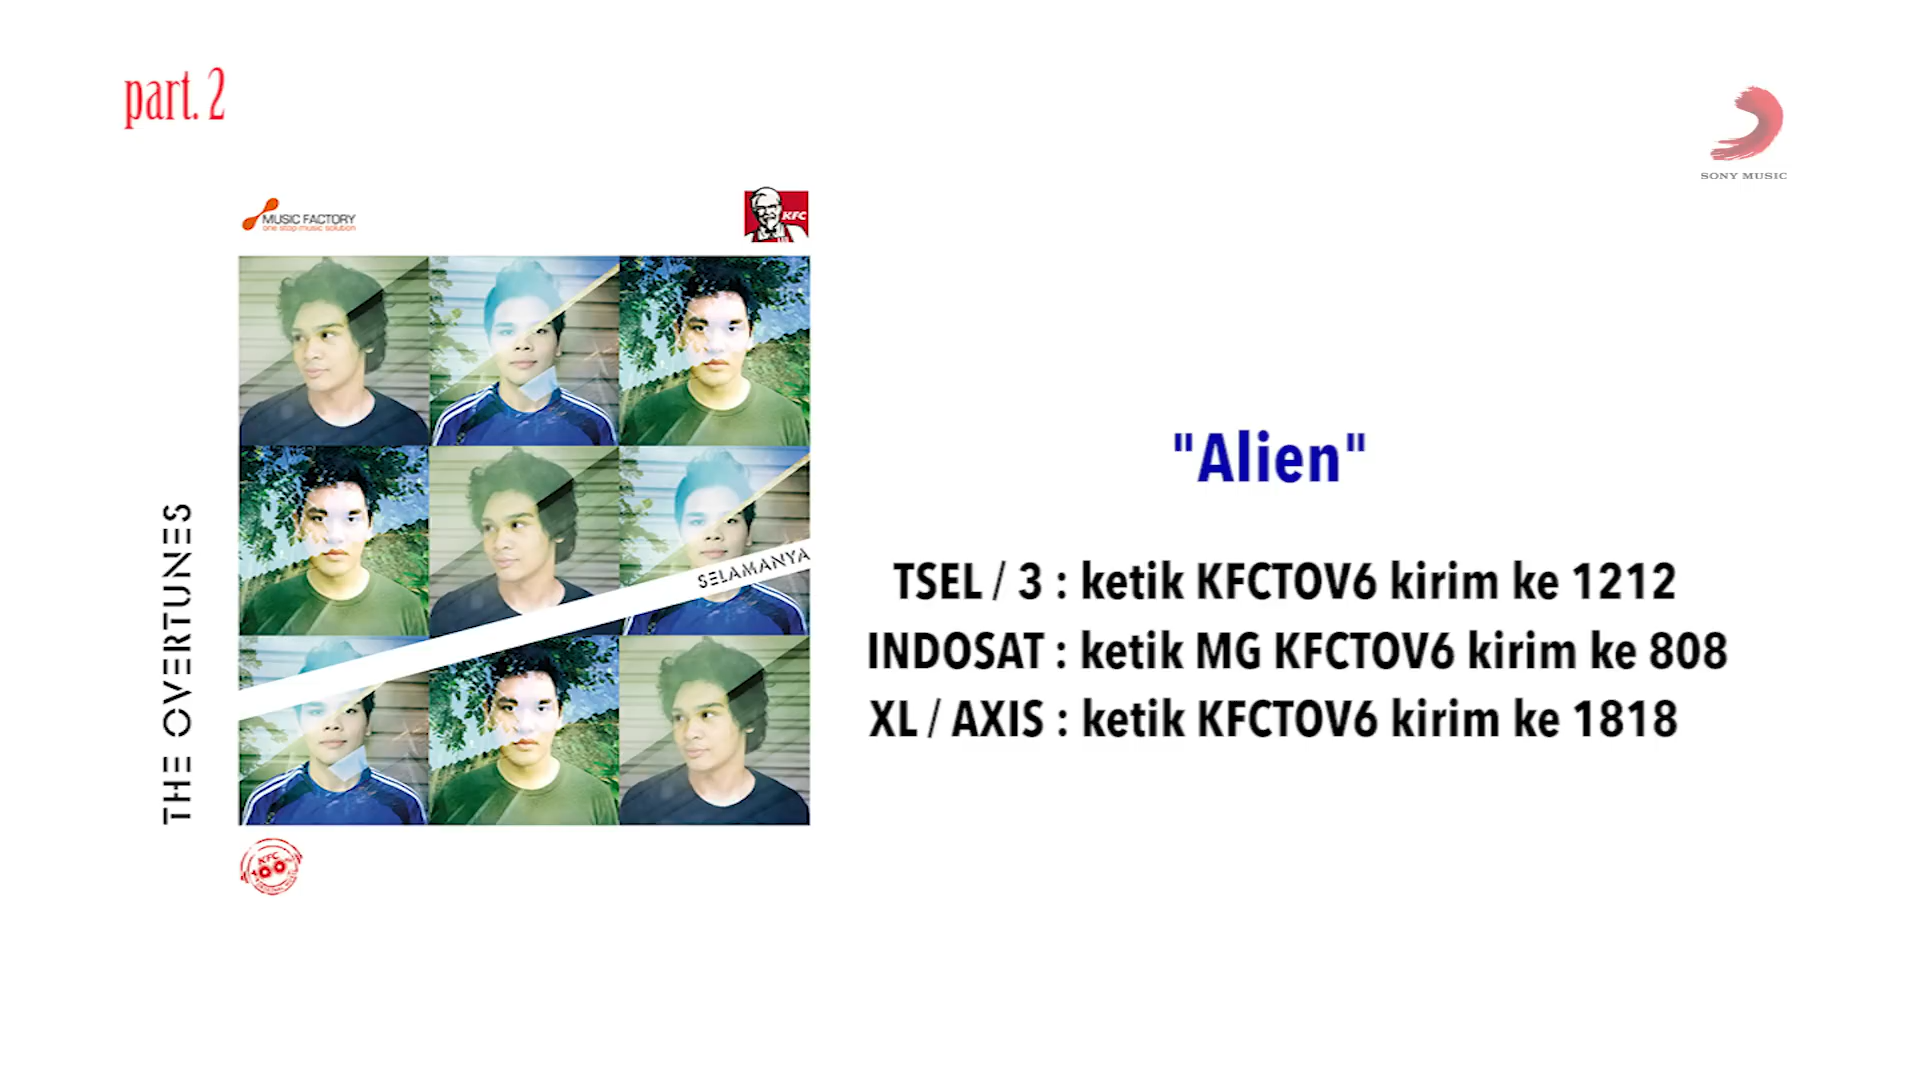 part. 2
SONY MUSIC
MUSIC FACTORY
one stop music solution
KFC
THE OVERTUNES
SELAMANYA
"Alien"
TSEL / 3 : ketik KFCTOV6 kirim ke 1212
INDOSAT : ketik MG KFCTOV6 kirim ke 808
XL / AXIS : ketik KFCTOV6 kirim ke 1818
KFC